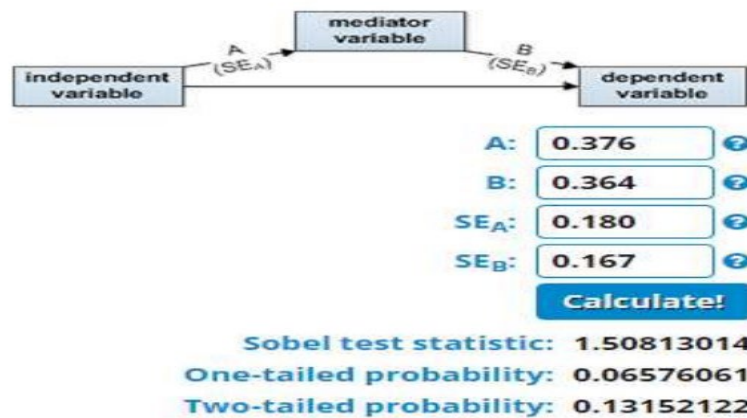 mediator
variable
A
(SEA)
B
(SEB)
independent
variable
dependent
variable
A: 0.376 ?
B: 0.364 ?
SEA: 0.180 ?
SEB: 0.167 ?
Calculate!
Sobel test statistic: 1.50813014
One-tailed probability: 0.06576061
Two-tailed probability: 0.13152122